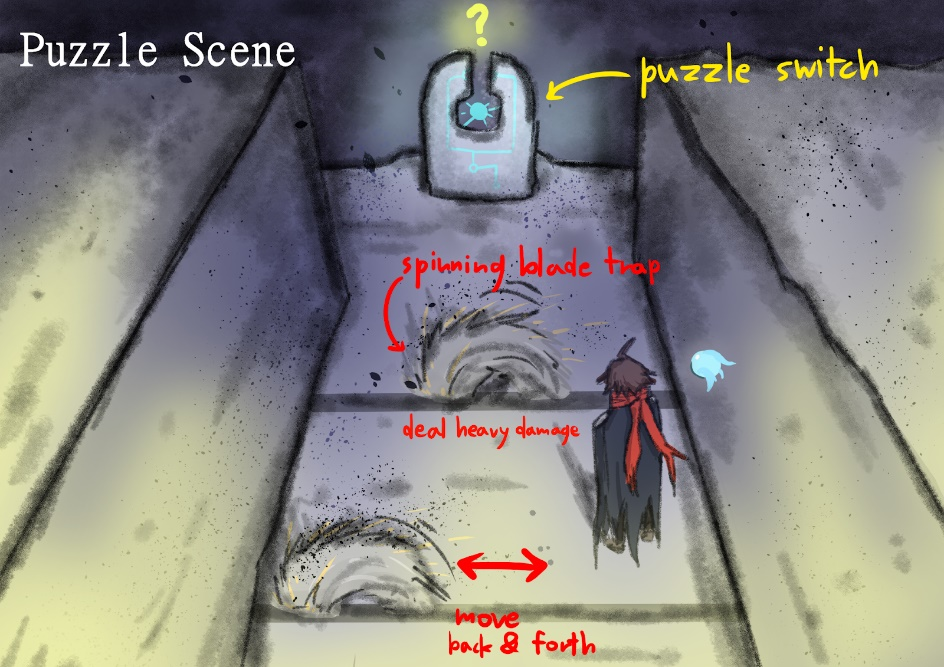 ?
Puzzle Scene
puzzle switch
spinning blade trap
deal heavy damage
move
back & forth